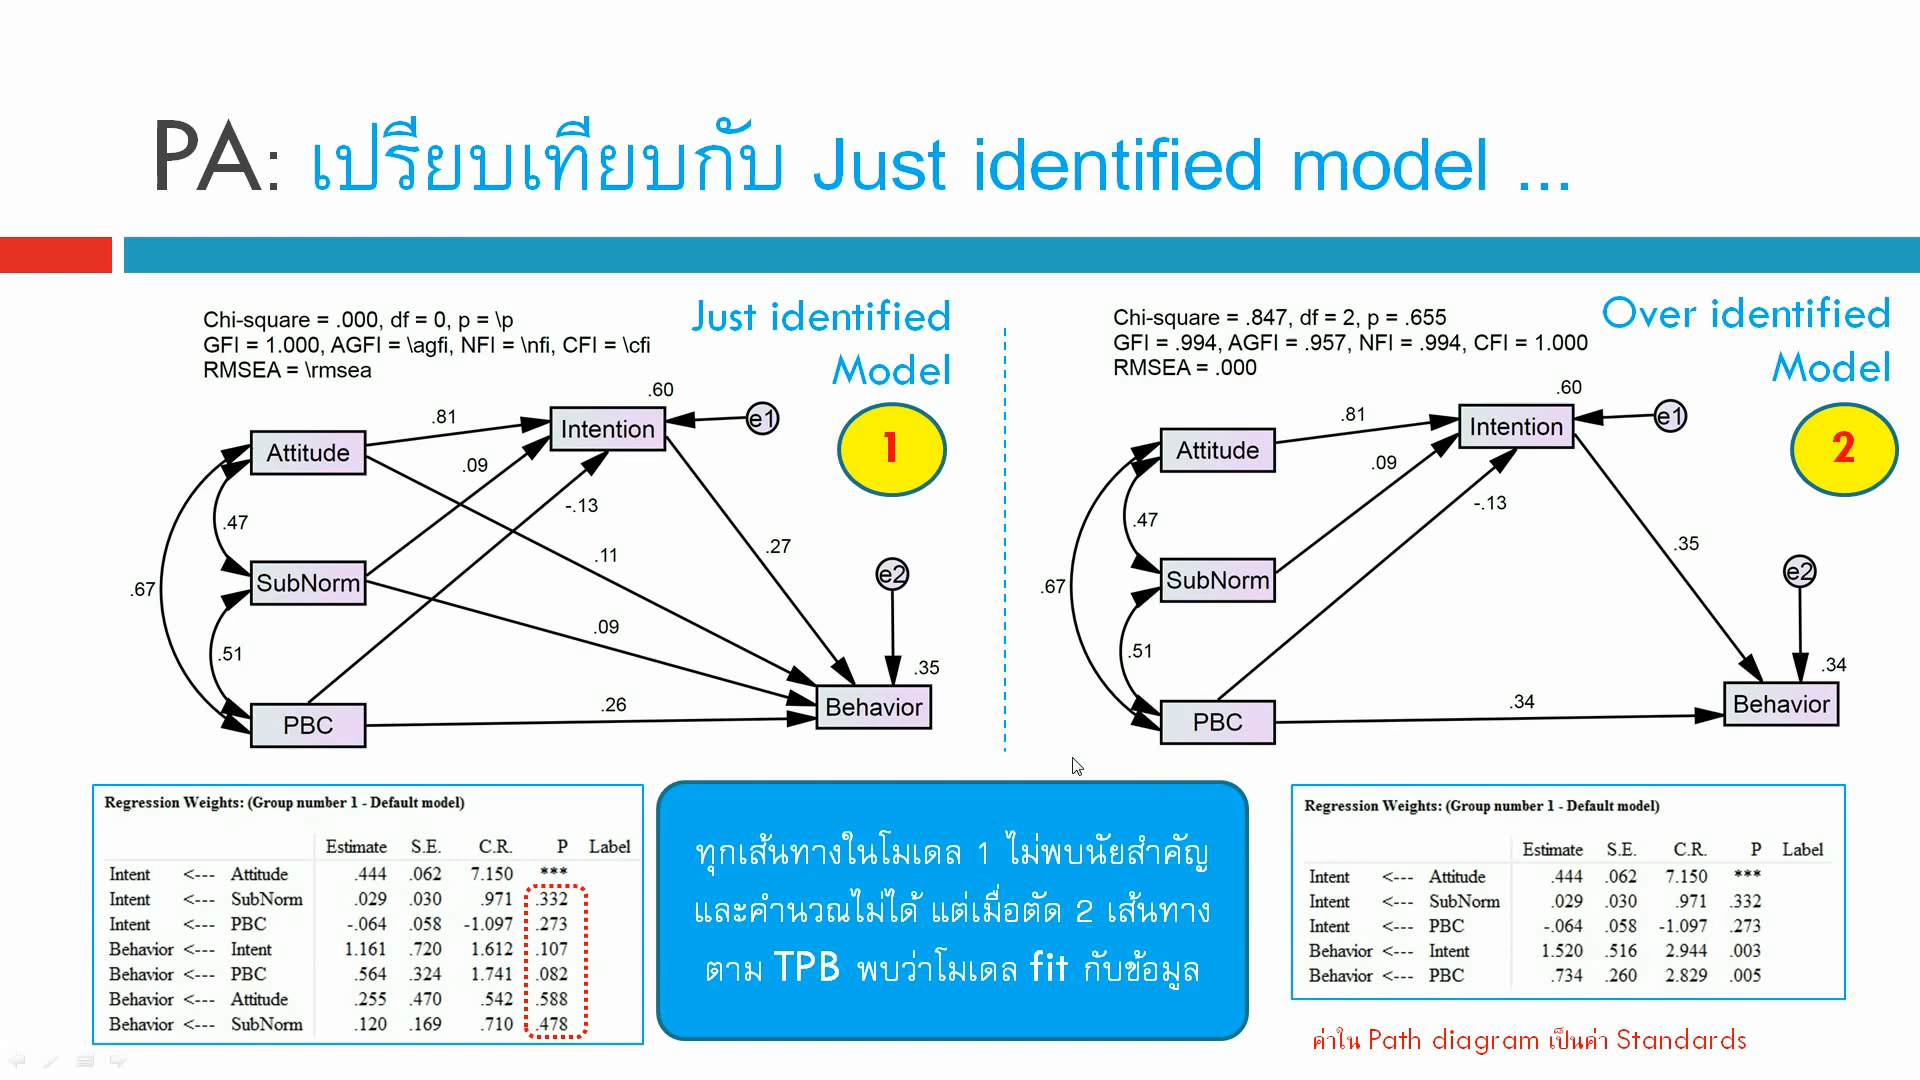 PA: เปรียบเทียบกับ Just identified model ...
Chi-square = .000, df = 0, p = \p
GFI = 1.000, AGFI = \agfi, NFI = \nfi, CFI = \cfi
RMSEA = \rmsea
Just identified
Model
1
.60
.81
Intention
e1
Attitude
.09
-.13
.47
.11
.27
e2
SubNorm
.67
.09
.51
.35
.26
PBC
Behavior
Chi-square = .847, df = 2, p = .655
GFI = .994, AGFI = .957, NFI = .994, CFI = 1.000
RMSEA = .000
Over identified
Model
2
.60
.81
Intention
e1
Attitude
.09
-.13
.47
.35
e2
SubNorm
.67
.51
.34
.34
PBC
Behavior
Regression Weights: (Group number 1 - Default model)
Estimate S.E. C.R. P Label
Intent <--- Attitude .444 .062 7.150 ***
Intent <--- SubNorm .029 .030 .971 .332
Intent <--- PBC -.064 .058 -1.097 .273
Behavior <--- Intent 1.161 .720 1.612 .107
Behavior <--- PBC .564 .324 1.741 .082
Behavior <--- Attitude .255 .470 .542 .588
Behavior <--- SubNorm .120 .169 .710 .478
ทุกเส้นทางในโมเดล 1 ไม่พบนัยสำคัญ
และคำนวณไม่ได้ แต่เมื่อตัด 2 เส้นทาง
ตาม TPB พบว่าโมเดล fit กับข้อมูล
Regression Weights: (Group number 1 - Default model)
Estimate S.E. C.R. P Label
Intent <--- Attitude .444 .062 7.150 ***
Intent <--- SubNorm .029 .030 .971 .332
Intent <--- PBC -.064 .058 -1.097 .273
Behavior <--- Intent 1.520 .516 2.944 .003
Behavior <--- PBC .734 .260 2.829 .005
ค่าใน Path diagram เป็นค่า Standards